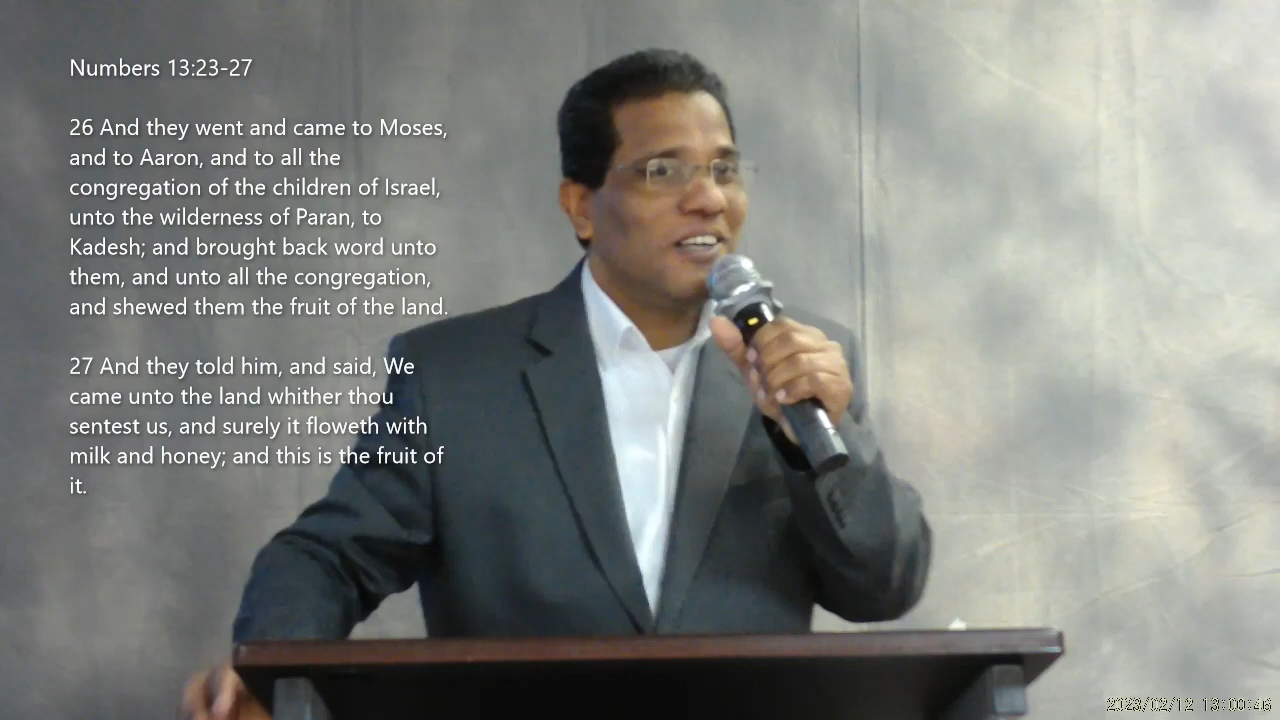 Numbers 13:23-27
26 And they went and came to Moses,
and to Aaron, and to all the
congregation of the children of Israel,
unto the wilderness of Paran, to
Kadesh; and brought back word unto
them, and unto all the congregation,
and shewed them the fruit of the land.
27 And they told him, and said, We
came unto the land whither thou
sentest us, and surely it floweth with
milk and honey; and this is the fruit of
it.